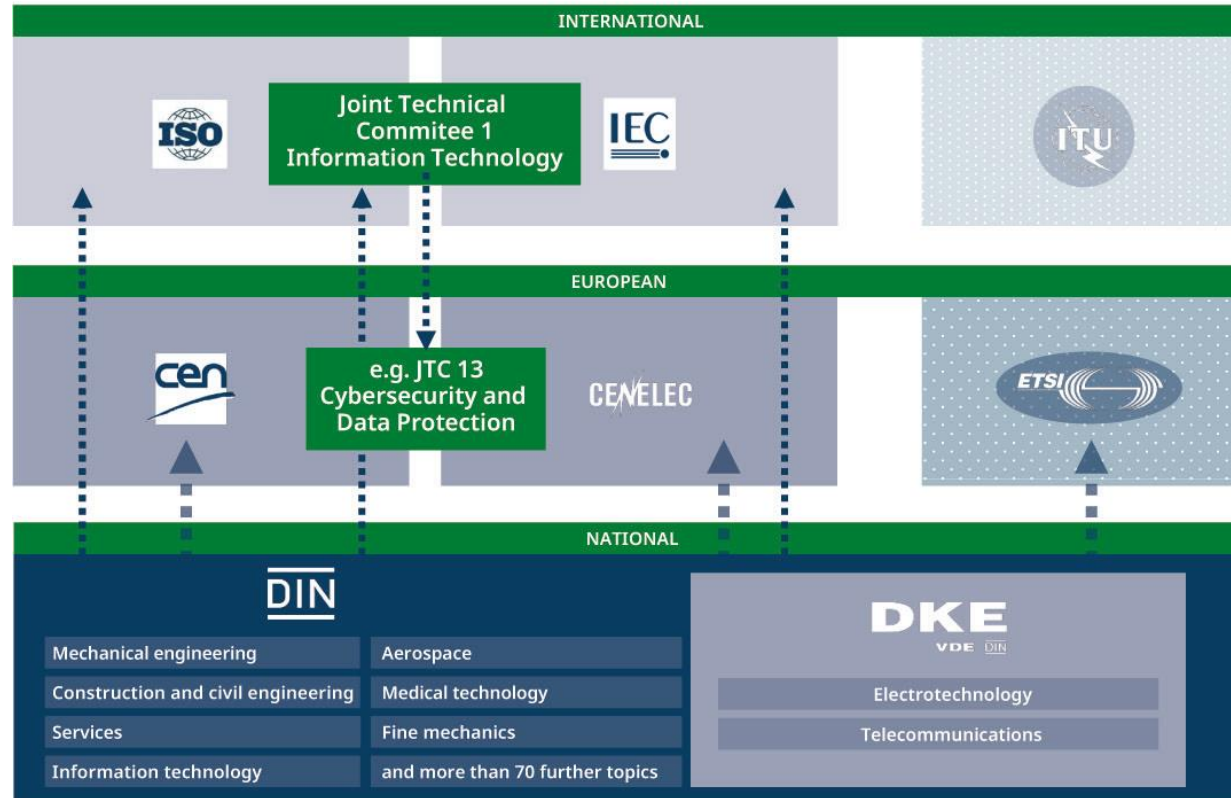 INTERNATIONAL
ISO
Joint Technical
Commitee 1
Information Technology
IEC
ITU
EUROPEAN
cen
e.g. JTC 13
Cybersecurity and
Data Protection
CENELEC
ETSI
NATIONAL
DIN
Mechanical engineering
Aerospace
Construction and civil engineering
Medical technology
Services
Fine mechanics
Information technology
and more than 70 further topics
DKE
VDE DIN
Electrotechnology
Telecommunications